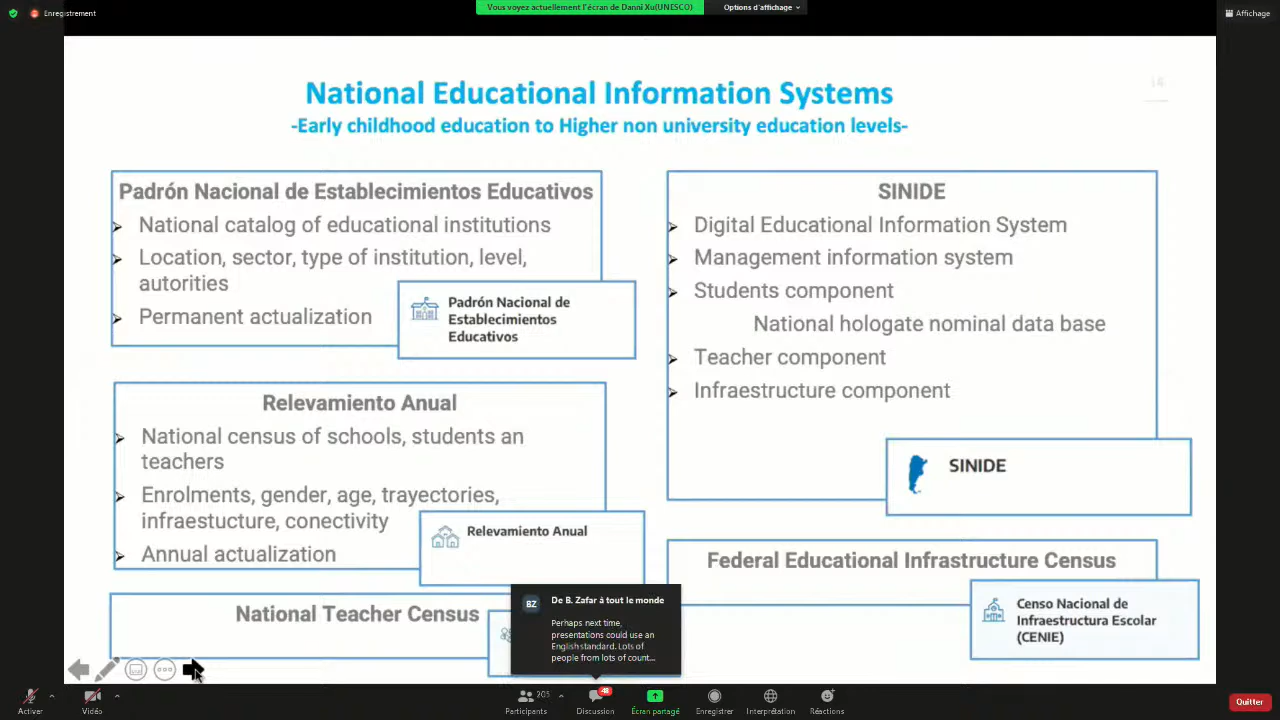 Enregistrement
Vous voyez actuellement l'écran de Danni Xu(UNESCO)
Options d'affichage
Affichage
16
National Educational Information Systems
-Early childhood education to Higher non university education levels-
Padrón Nacional de Establecimientos Educativos
National catalog of educational institutions
Location, sector, type of institution, level,
autorities
Permanent actualization
Padrón Nacional de
Establecimientos
Educativos
Relevamiento Anual
National census of schools, students an
teachers
Enrolments, gender, age, trayectories,
infraestucture, conectivity
Annual actualization
Relevamiento Anual
National Teacher Census
SINIDE
Digital Educational Information System
Management information system
Students component
National hologate nominal data base
Teacher component
Infraestructure component
SINIDE
Federal Educational Infrastructure Census
Censo Nacional de
Infraestructura Escolar
(CENIE)
BZ
De B. Zafar à tout le monde
Perhaps next time,
presentations could use an
English standard. Lots of
people from lots of count...
Activer
Vidéo
205
Participants
48
Discussion
Écran partagé
Enregistrer
Interprétation
Réactions
Quitter